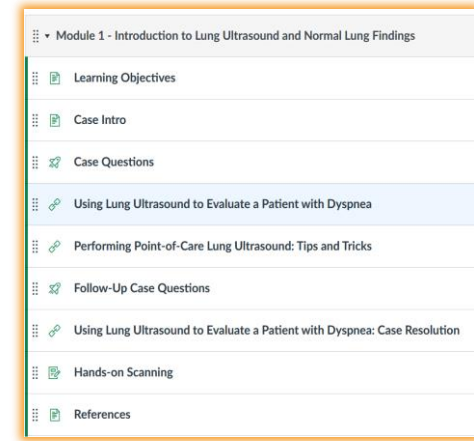 Module 1 - Introduction to Lung Ultrasound and Normal Lung Findings
Learning Objectives
Case Intro
Case Questions
Using Lung Ultrasound to Evaluate a Patient with Dyspnea
Performing Point-of-Care Lung Ultrasound: Tips and Tricks
Follow-Up Case Questions
Using Lung Ultrasound to Evaluate a Patient with Dyspnea: Case Resolution
Hands-on Scanning
References